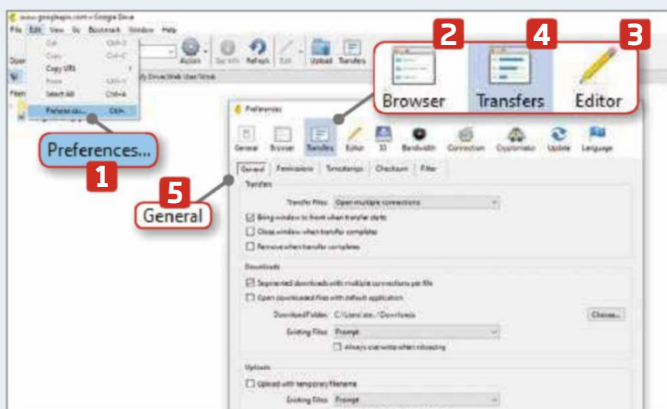 www.googleapis.com – Google Drive
File Edit View Go Bookmark Window Help
Cut
Copy
Copy URL
Paste
Select All Ctrl+A
Preferences...
Action
Refresh Edit Upload Transfers
Preferences...
1
2 4 3
Browser Transfers Editor
5
General
Preferences
General Browser Transfers Editor S3 Bandwidth Connection Cryptomator Update Language
General Permissions Timestamps Checksum Filter
Transfers
Transfer Files: Open multiple connections
Bring window to front when transfer starts
Close window when transfer completes
Remove when transfer completes
Downloads
Segmented downloads with multiple connections per file
Open downloaded files with default application
Download Folder: Choose...
Existing Files: Prompt
Always overwrite when reloading
Uploads
Upload with temporary filename
Existing Files: Prompt